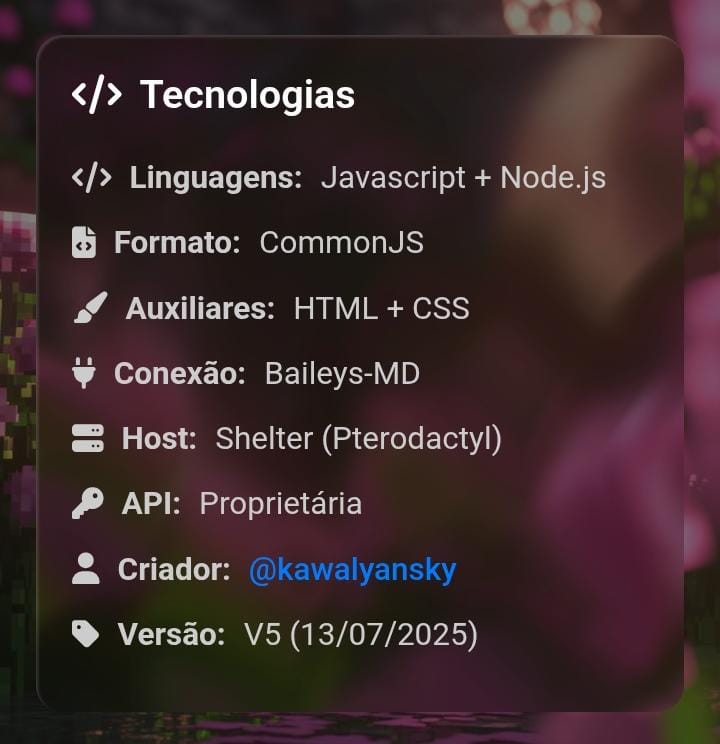 Tecnologias
Linguagens: Javascript + Node.js
Formato: CommonJS
Auxiliares: HTML + CSS
Conexão: Baileys-MD
Host: Shelter (Pterodactyl)
API: Proprietária
Criador: @kawalyansky
Versão: V5 (13/07/2025)